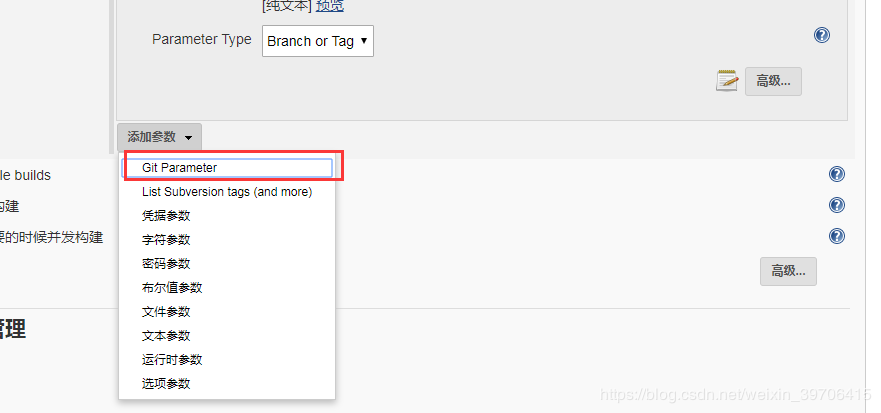 [纯文本] 预览
Parameter Type Branch or Tag
高级...
添加参数
Git Parameter
List Subversion tags (and more)
凭据参数
字符参数
密码参数
布尔值参数
文件参数
文本参数
运行时参数
选项参数
le builds
构建
要的时候并发构建
高级...
管理
https://blog.csdn.net/weixin_39706415